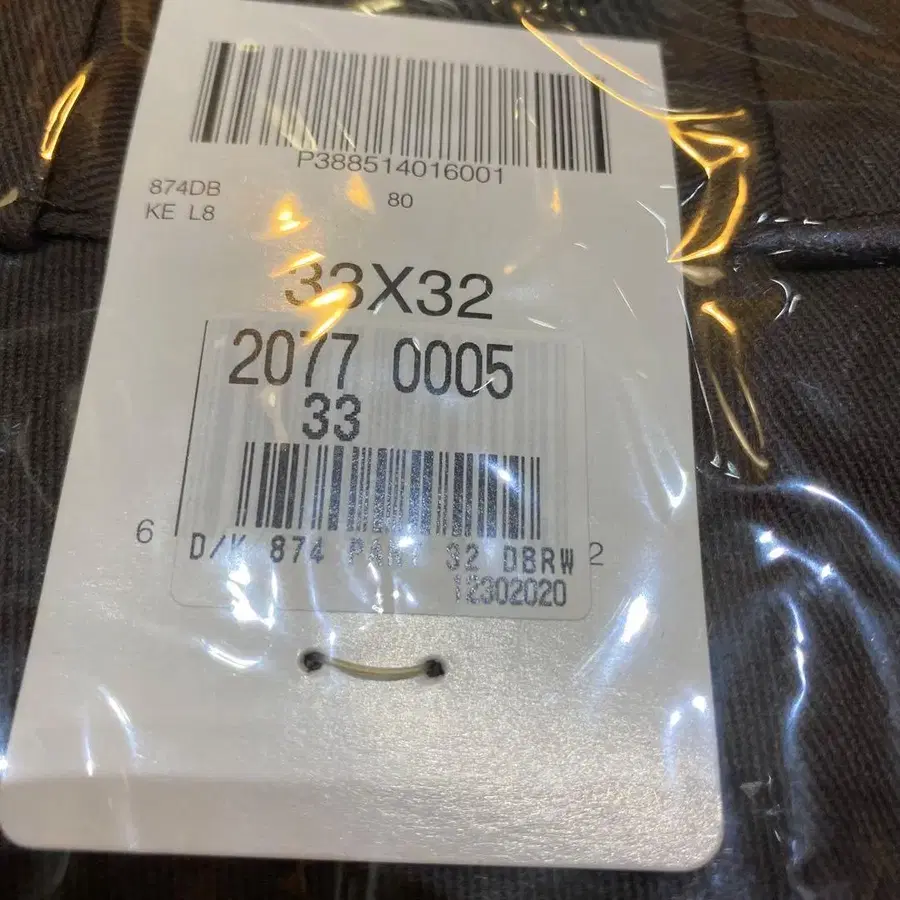 P388514016001
874DB
80
KE L8
33X32
2077 0005
33
6
2
D/K 874 PANT 32 DBRW
12302020